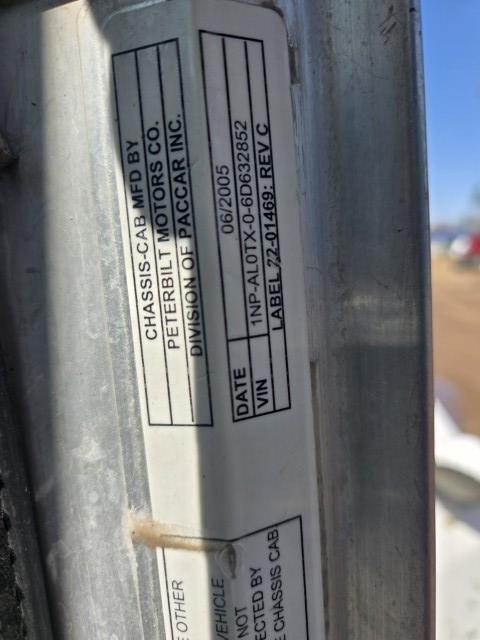 CHASSIS-CAB MFD BY
PETERBILT MOTORS CO.
DIVISION OF PACCAR INC.
DATE 06/2005
VIN 1NP-AL0TX-0-6D632852
LABEL 22-01469: REV C
OTHER
VEHICLE
NOT
ECTED BY
CHASSIS CAB